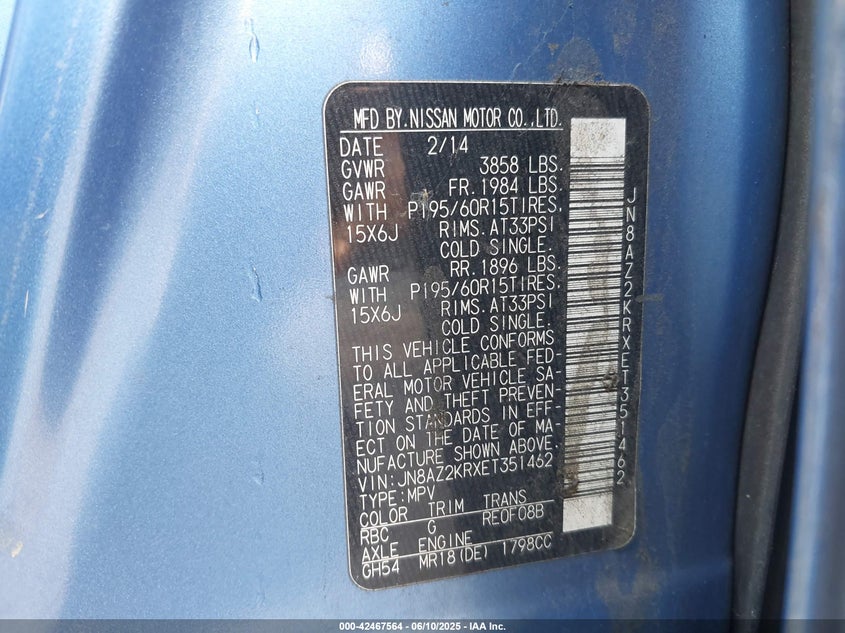 MFD BY.NISSAN MOTOR CO.,LTD.
DATE 2/14
GVWR 3858 LBS.
GAWR FR.1984 LBS.
WITH P195/60R15TIRES.
15X6J RIMS.AT33PSI
COLD SINGLE.
GAWR RR.1896 LBS.
WITH P195/60R15TIRES.
15X6J RIMS.AT33PSI
COLD SINGLE.
THIS VEHICLE CONFORMS
TO ALL APPLICABLE FED-
ERAL MOTOR VEHICLE SA-
FETY AND THEFT PREVEN-
TION STANDARDS IN EFF-
ECT ON THE DATE OF MA-
NUFACTURE SHOWN ABOVE.
VIN:JN8AZ2KRXET351462
TYPE:MPV
COLOR TRIM TRANS
RBC G RE0F08B
AXLE ENGINE
GH54 MR18(DE) 1798CC
JN8AZ2KRXET351462
000-42467564 - 06/10/2025 - IAA Inc.